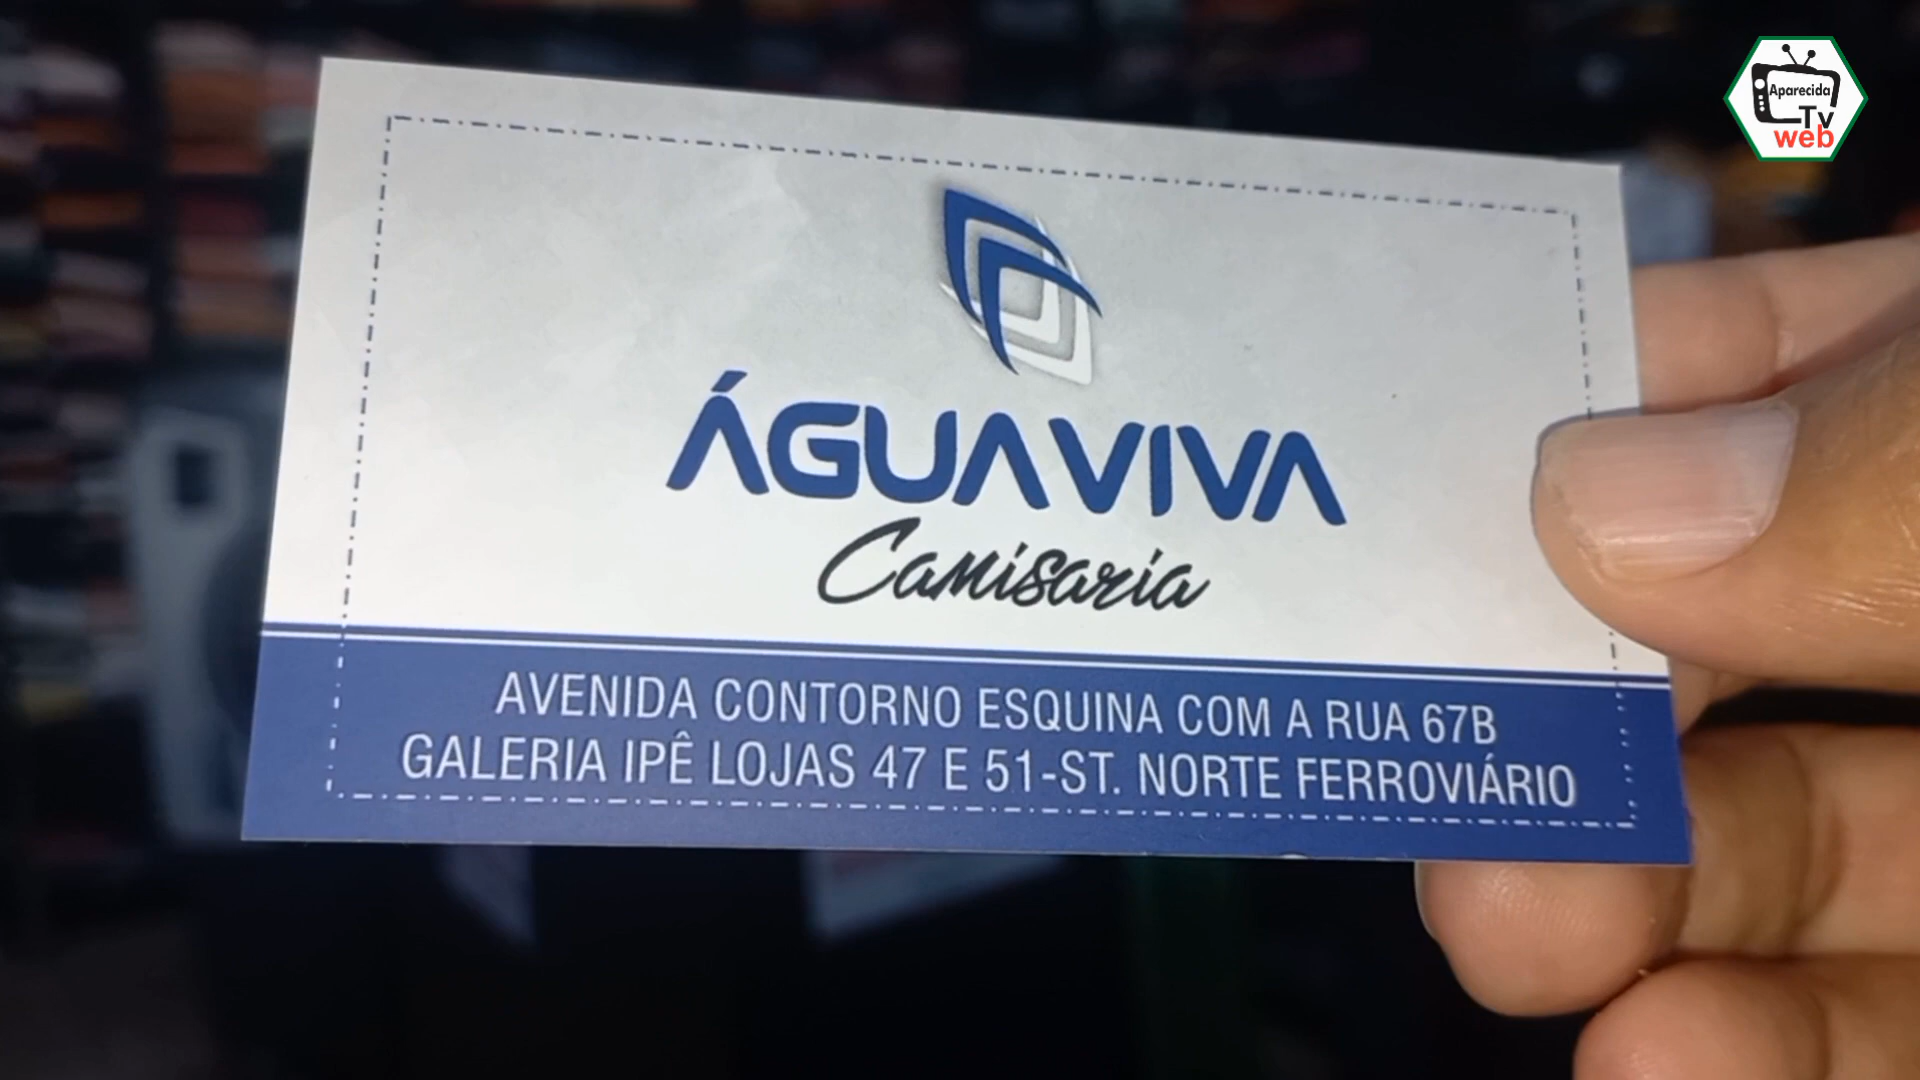 Aparecida
Tv
web
ÁGUA VIVA
Camisaria
AVENIDA CONTORNO ESQUINA COM A RUA 67B
GALERIA IPÊ LOJAS 47 E 51-ST. NORTE FERROVIÁRIO